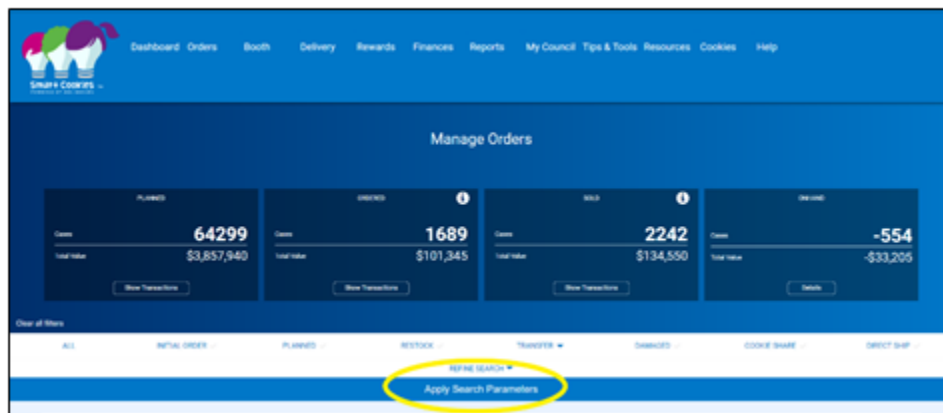 Dashboard Orders Booth Delivery Rewards Finances Reports My Council Tips & Tools Resources Cookies Help
Smart Cookies
Manage Orders
PLANNED ORDERED SOLD ON HAND
Cases 64299 Cases 1689 Cases 2242 Cases -554
Total Value $3,857,940 Total Value $101,345 Total Value $134,550 Total Value -$33,205
Show Transactions Show Transactions Show Transactions Details
Clear all filters
ALL INITIAL ORDER PLANNED RESTOCK TRANSFER DAMAGED COOKIE SHARE DIRECT SHIP
REFINE SEARCH
Apply Search Parameters